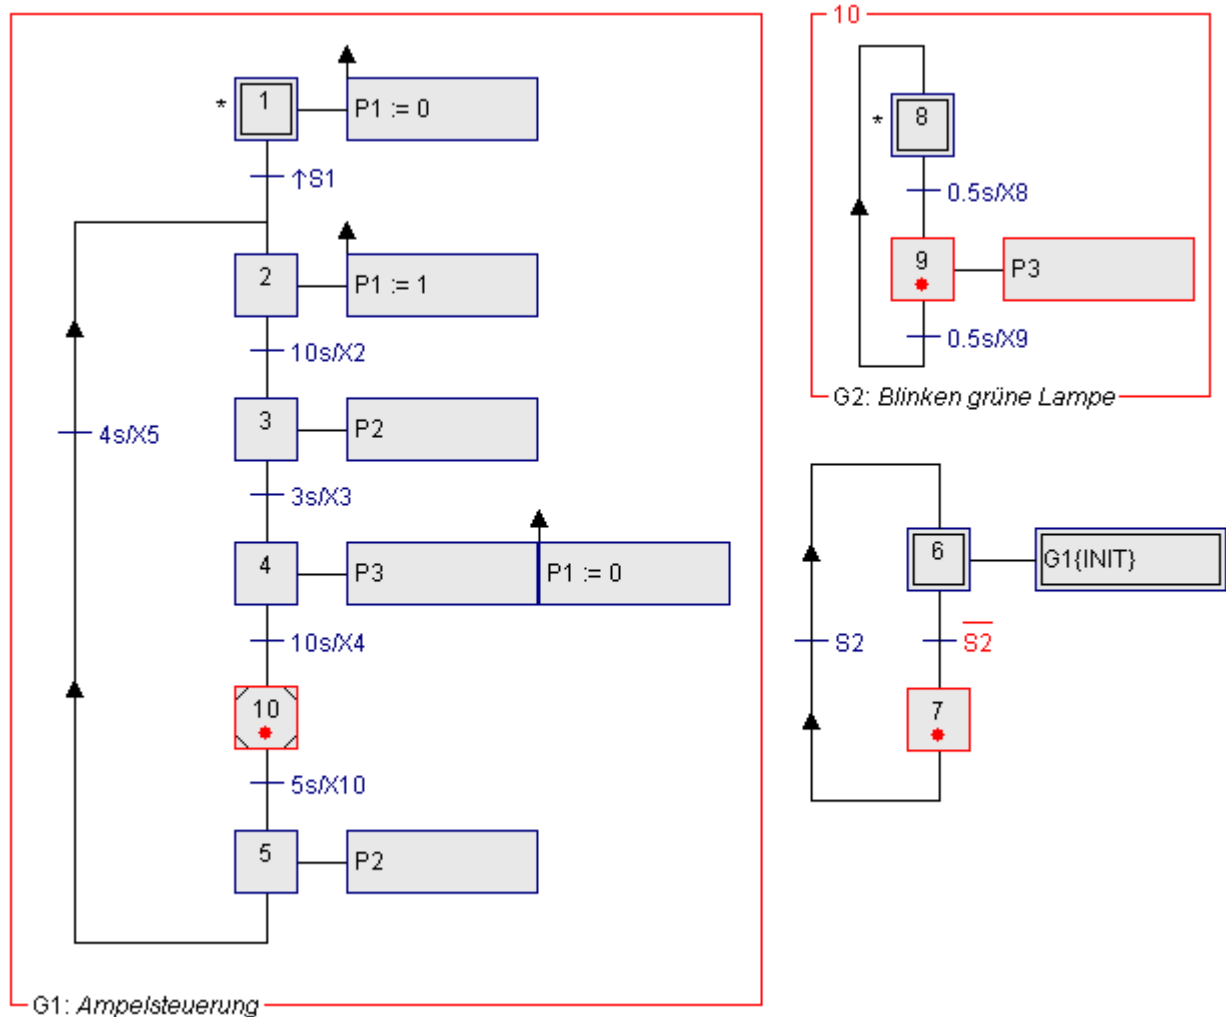 *
1
P1 := 0
↑S1
2
P1 := 1
10s/X2
4s/X5
3
P2
3s/X3
4
P3
P1 := 0
10s/X4
10
5s/X10
5
P2
G1: Ampelsteuerung
10
*
8
0.5s/X8
9
P3
0.5s/X9
G2: Blinken grüne Lampe
6
G1{INIT}
S2
S̅2̅
7